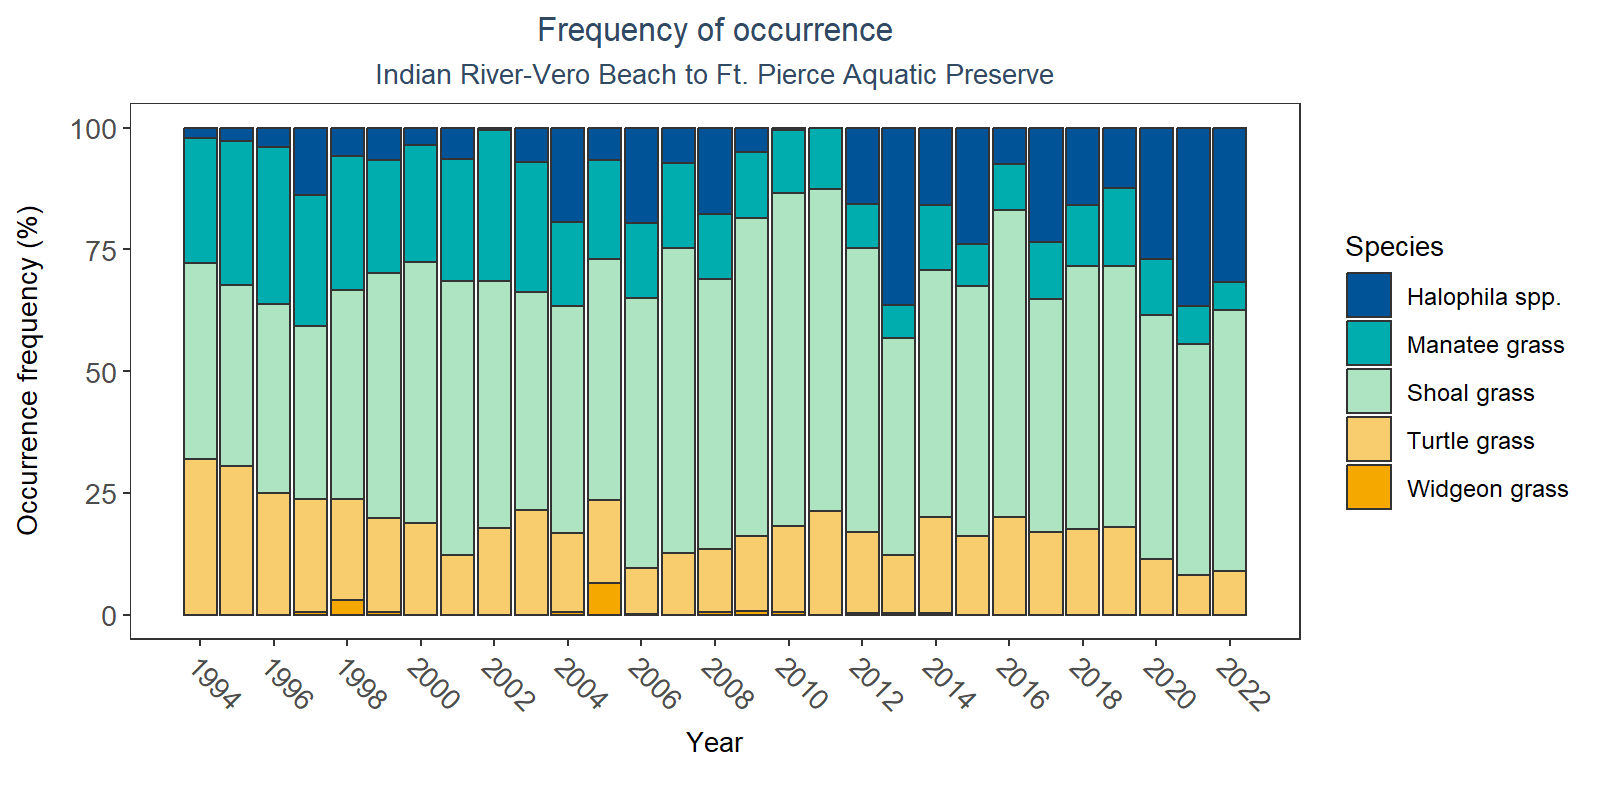 Frequency of occurrence
Indian River-Vero Beach to Ft. Pierce Aquatic Preserve
Occurrence frequency (%)
100
75
50
25
0
1994
1996
1998
2000
2002
2004
2006
2008
2010
2012
2014
2016
2018
2020
2022
Year
Species
Halophila spp.
Manatee grass
Shoal grass
Turtle grass
Widgeon grass